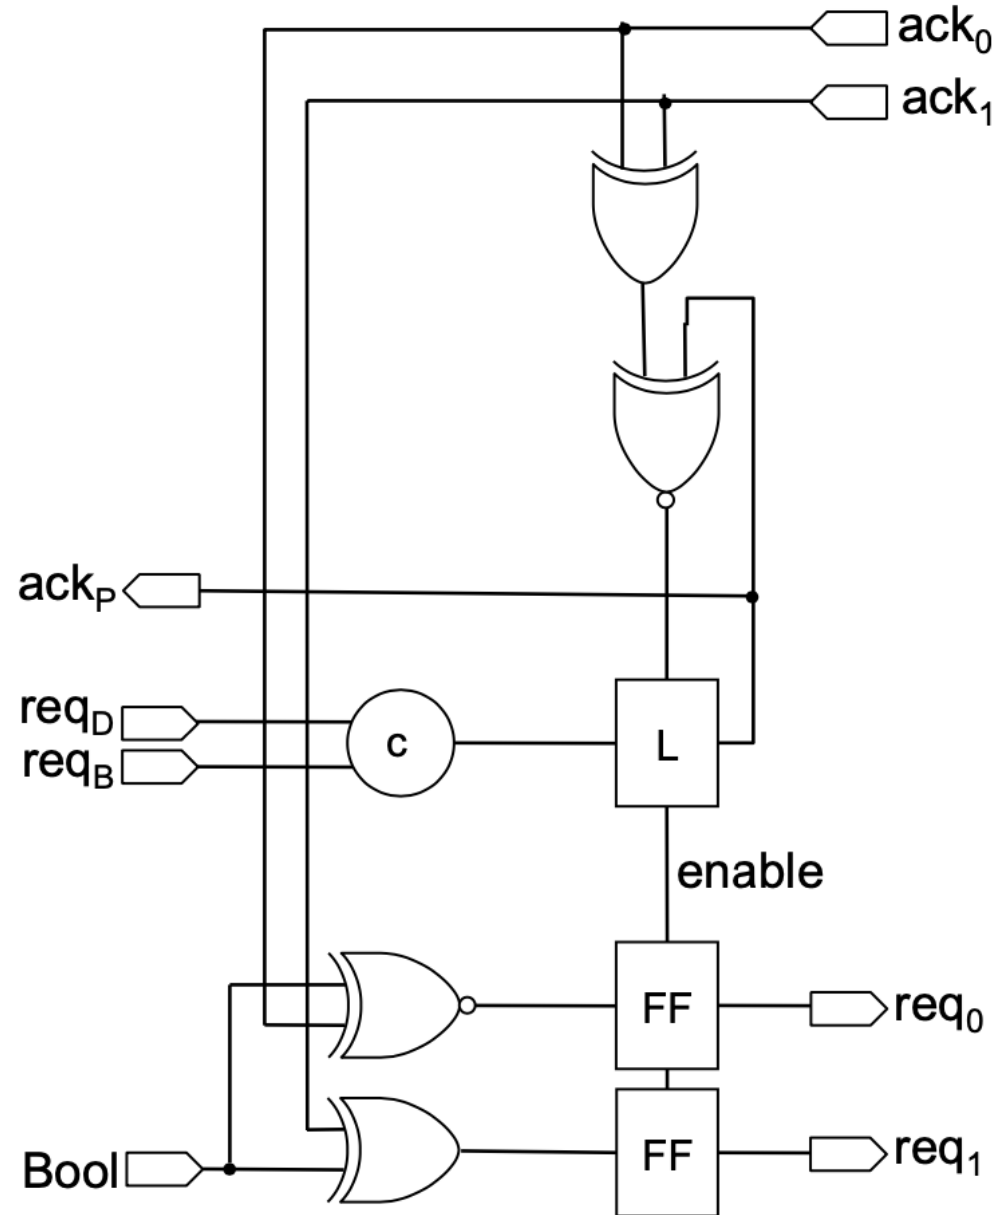 ack₀
ack₁
ackP
reqD
reqB
c
L
enable
FF
req₀
FF
req₁
Bool